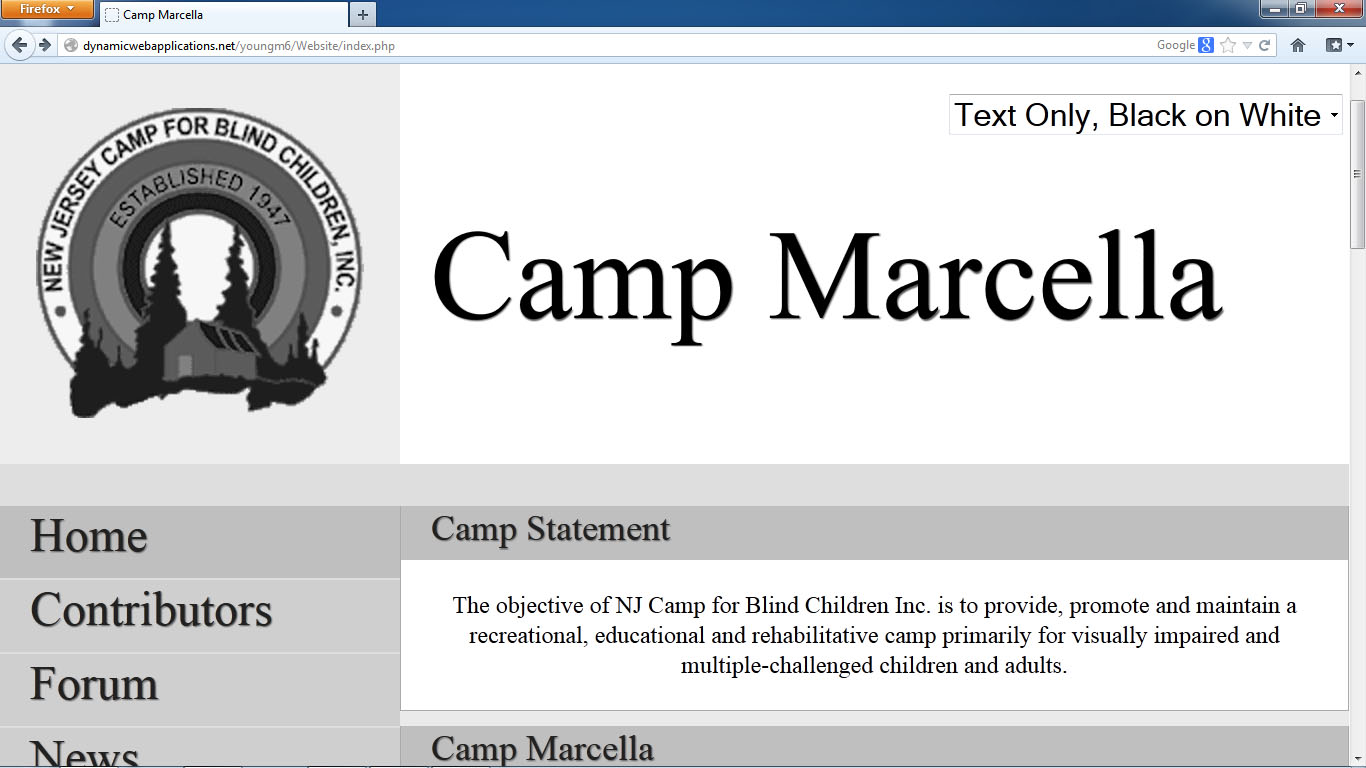 Firefox
Camp Marcella
dynamicwebapplications.net/youngm6/Website/index.php
Google
NEW JERSEY CAMP FOR BLIND CHILDREN, INC.
ESTABLISHED 1947
Text Only, Black on White
Camp Marcella
Home
Contributors
Forum
News
Camp Statement
The objective of NJ Camp for Blind Children Inc. is to provide, promote and maintain a
recreational, educational and rehabilitative camp primarily for visually impaired and
multiple-challenged children and adults.
Camp Marcella